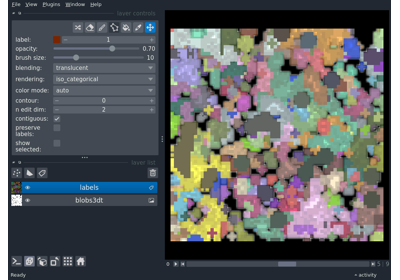 File View Plugins Window Help
layer controls
label: 1
opacity: 0.70
brush size: 10
blending: translucent
rendering: iso_categorical
color mode: auto
contour: 0
n edit dim: 2
contiguous:
preserve
labels:
show
selected:
layer list
labels
blobs3dt
Ready
activity